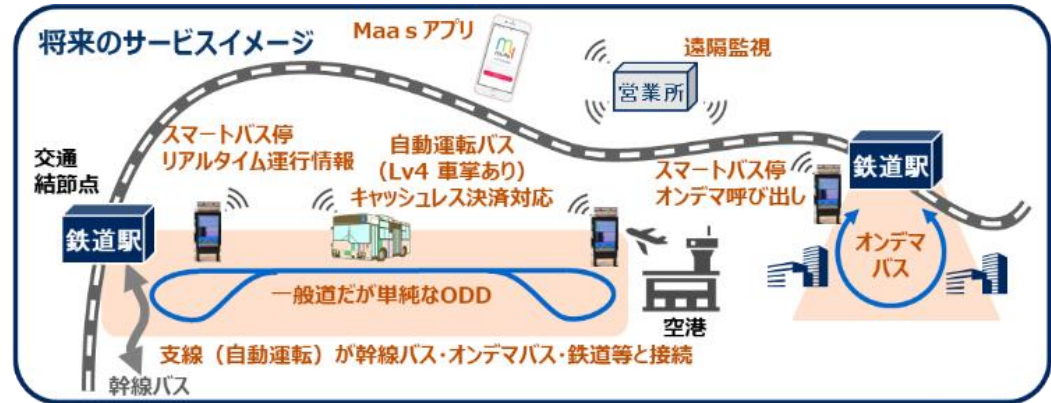 将来のサービスイメージ
Maaｓアプリ
遠隔監視
営業所
スマートバス停
リアルタイム運行情報
自動運転バス
（Lv4 車掌あり）
キャッシュレス決済対応
スマートバス停
オンデマ呼び出し
鉄道駅
交通
結節点
鉄道駅
オンデマ
バス
一般道だが単純なODD
空港
支線（自動運転）が幹線バス・オンデマバス・鉄道等と接続
幹線バス